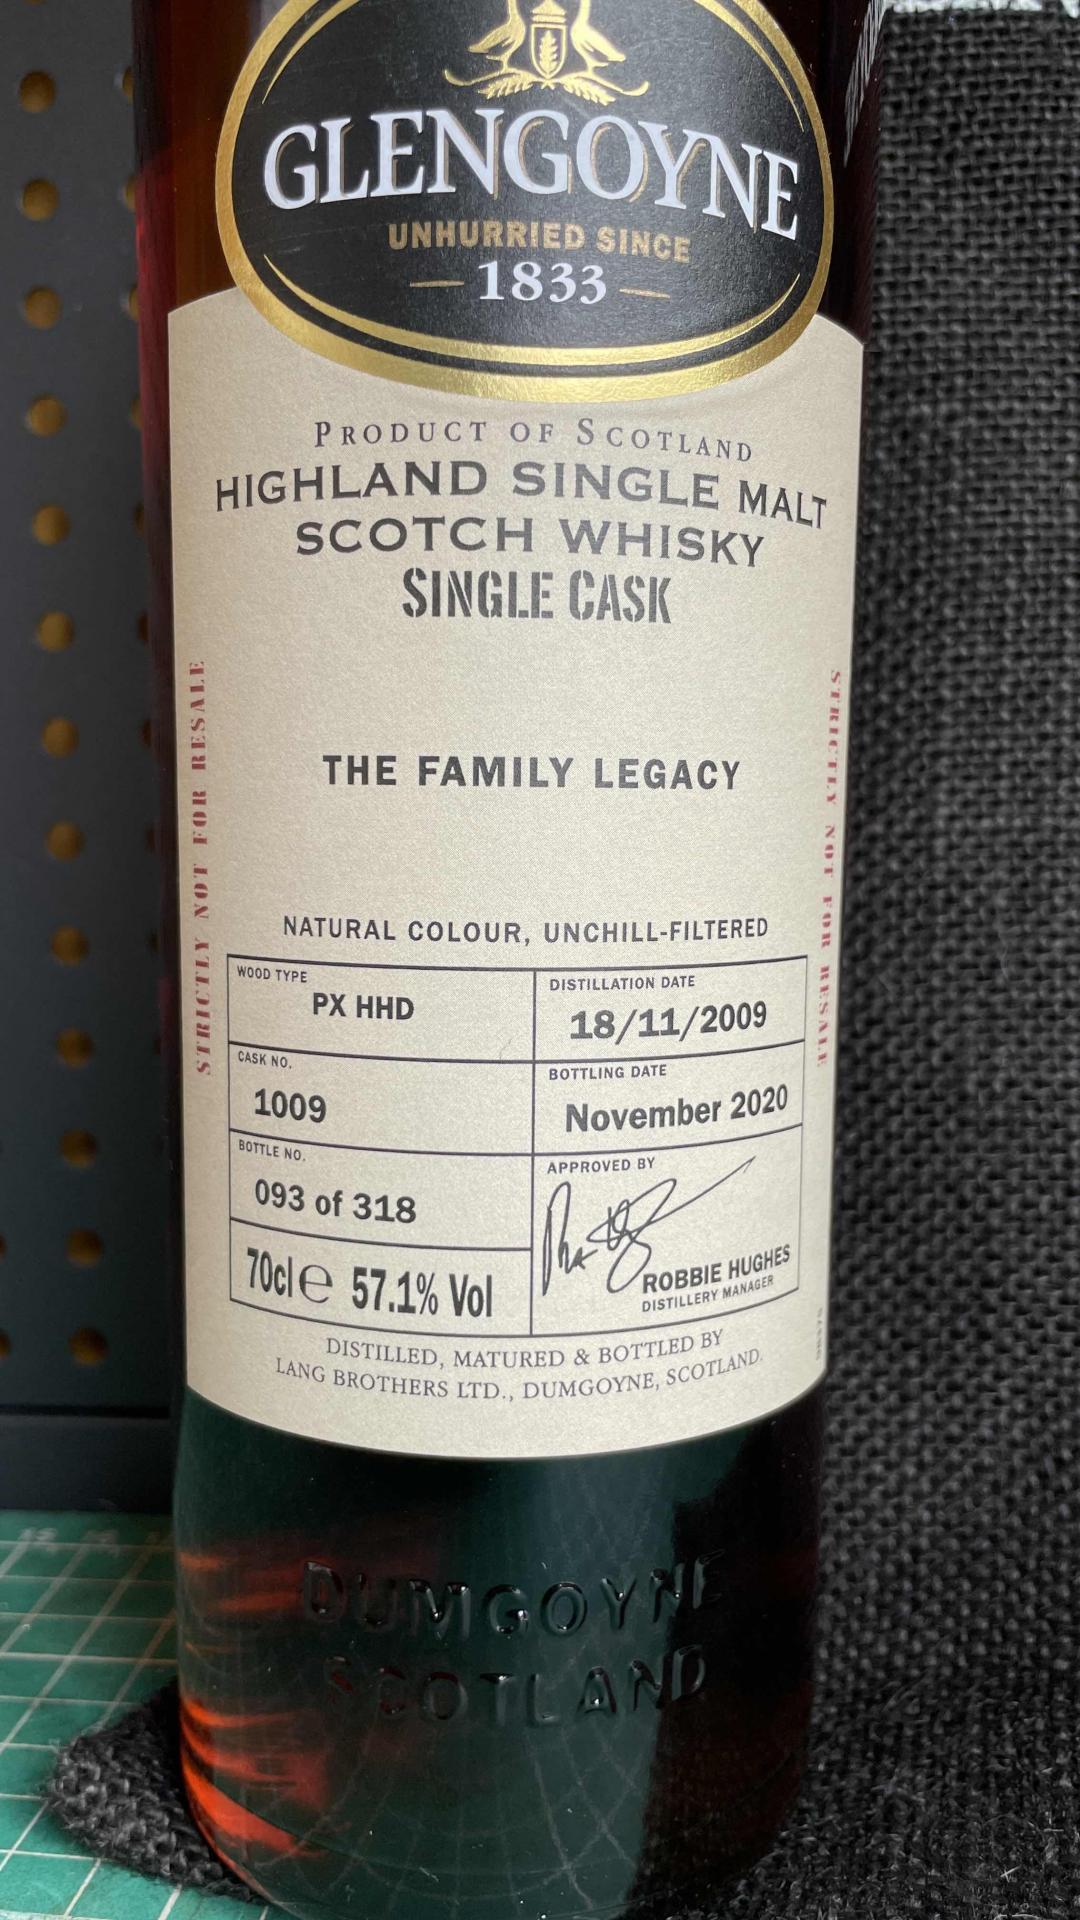 GLENGOYNE
UNHURRIED SINCE
1833
PRODUCT OF SCOTLAND
HIGHLAND SINGLE MALT
SCOTCH WHISKY
SINGLE CASK
THE FAMILY LEGACY
STRICTLY NOT FOR RESALE
STRICTLY NOT FOR RESALE
NATURAL COLOUR, UNCHILL-FILTERED
WOOD TYPE
PX HHD
DISTILLATION DATE
18/11/2009
CASK NO.
1009
BOTTLING DATE
November 2020
BOTTLE NO.
093 of 318
APPROVED BY
ROBBIE HUGHES
DISTILLERY MANAGER
70cl e 57.1% Vol
DISTILLED, MATURED & BOTTLED BY
LANG BROTHERS LTD., DUMGOYNE, SCOTLAND.
DUMGOYNE
SCOTLAND